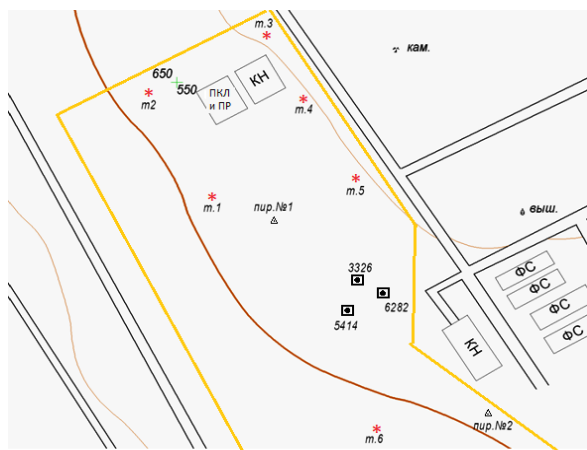 т.3
кам.
650
550
т2
ПКЛ
и ПР
КН
т.4
т.5
т.1
пир.№1
выш.
3326
6282
5414
ФС
ФС
ФС
ФС
КН
пир.№2
т.6